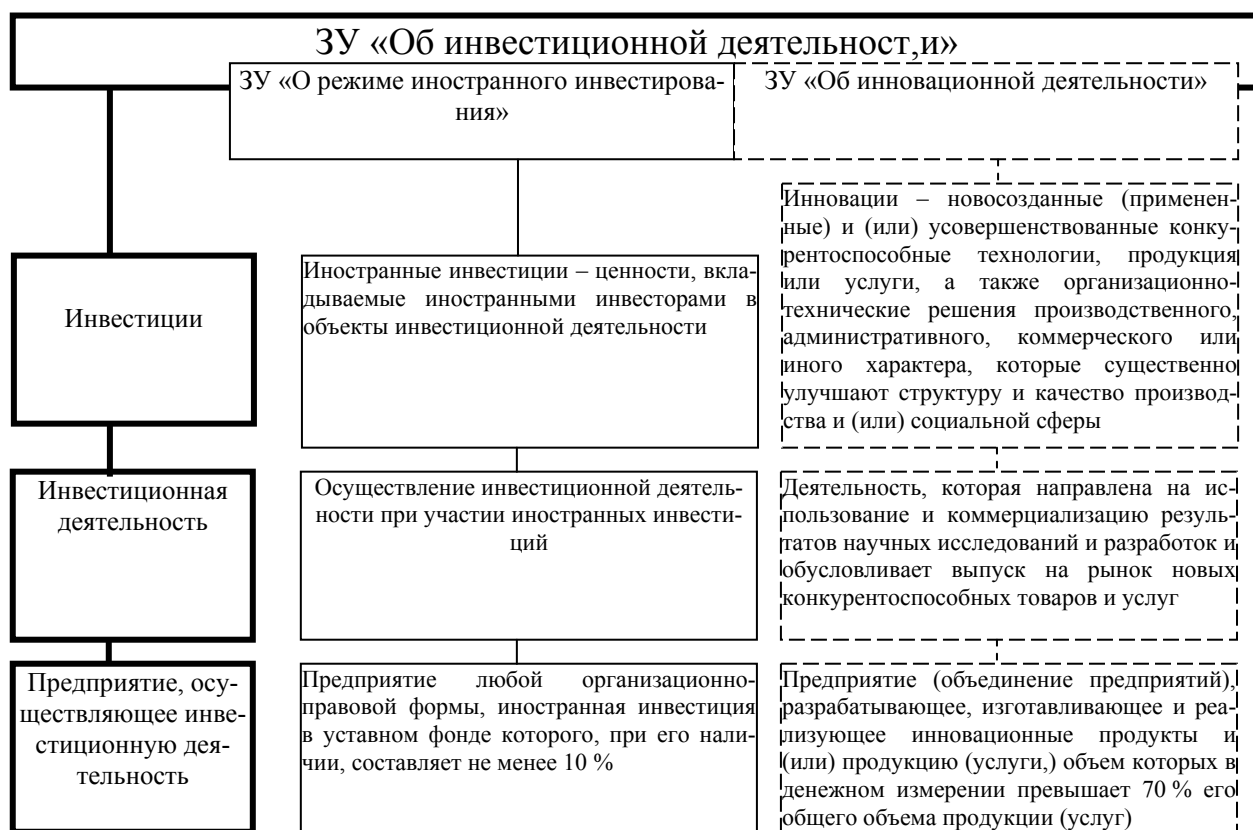 ЗУ «Об инвестиционной деятельност,и»
ЗУ «О режиме иностранного инвестирова-
ния»
ЗУ «Об инновационной деятельности»
Инвестиции
Иностранные инвестиции – ценности, вкла-
дываемые иностранными инвесторами в
объекты инвестиционной деятельности
Инновации – новосозданные (применен-
ные) и (или) усовершенствованные конку-
рентоспособные технологии, продукция
или услуги, а также организационно-
технические решения производственного,
административного, коммерческого или
иного характера, которые существенно
улучшают структуру и качество производ-
ства и (или) социальной сферы
Инвестиционная
деятельность
Осуществление инвестиционной деятель-
ности при участии иностранных инвести-
ций
Деятельность, которая направлена на ис-
пользование и коммерциализацию резуль-
татов научных исследований и разработок и
обусловливает выпуск на рынок новых
конкурентоспособных товаров и услуг
Предприятие, осу-
ществляющее инве-
стиционную дея-
тельность
Предприятие любой организационно-
правовой формы, иностранная инвестиция
в уставном фонде которого, при его нали-
чии, составляет не менее 10 %
Предприятие (объединение предприятий),
разрабатывающее, изготавливающее и реа-
лизующее инновационные продукты и
(или) продукцию (услуги,) объем которых в
денежном измерении превышает 70 % его
общего объема продукции (услуг)